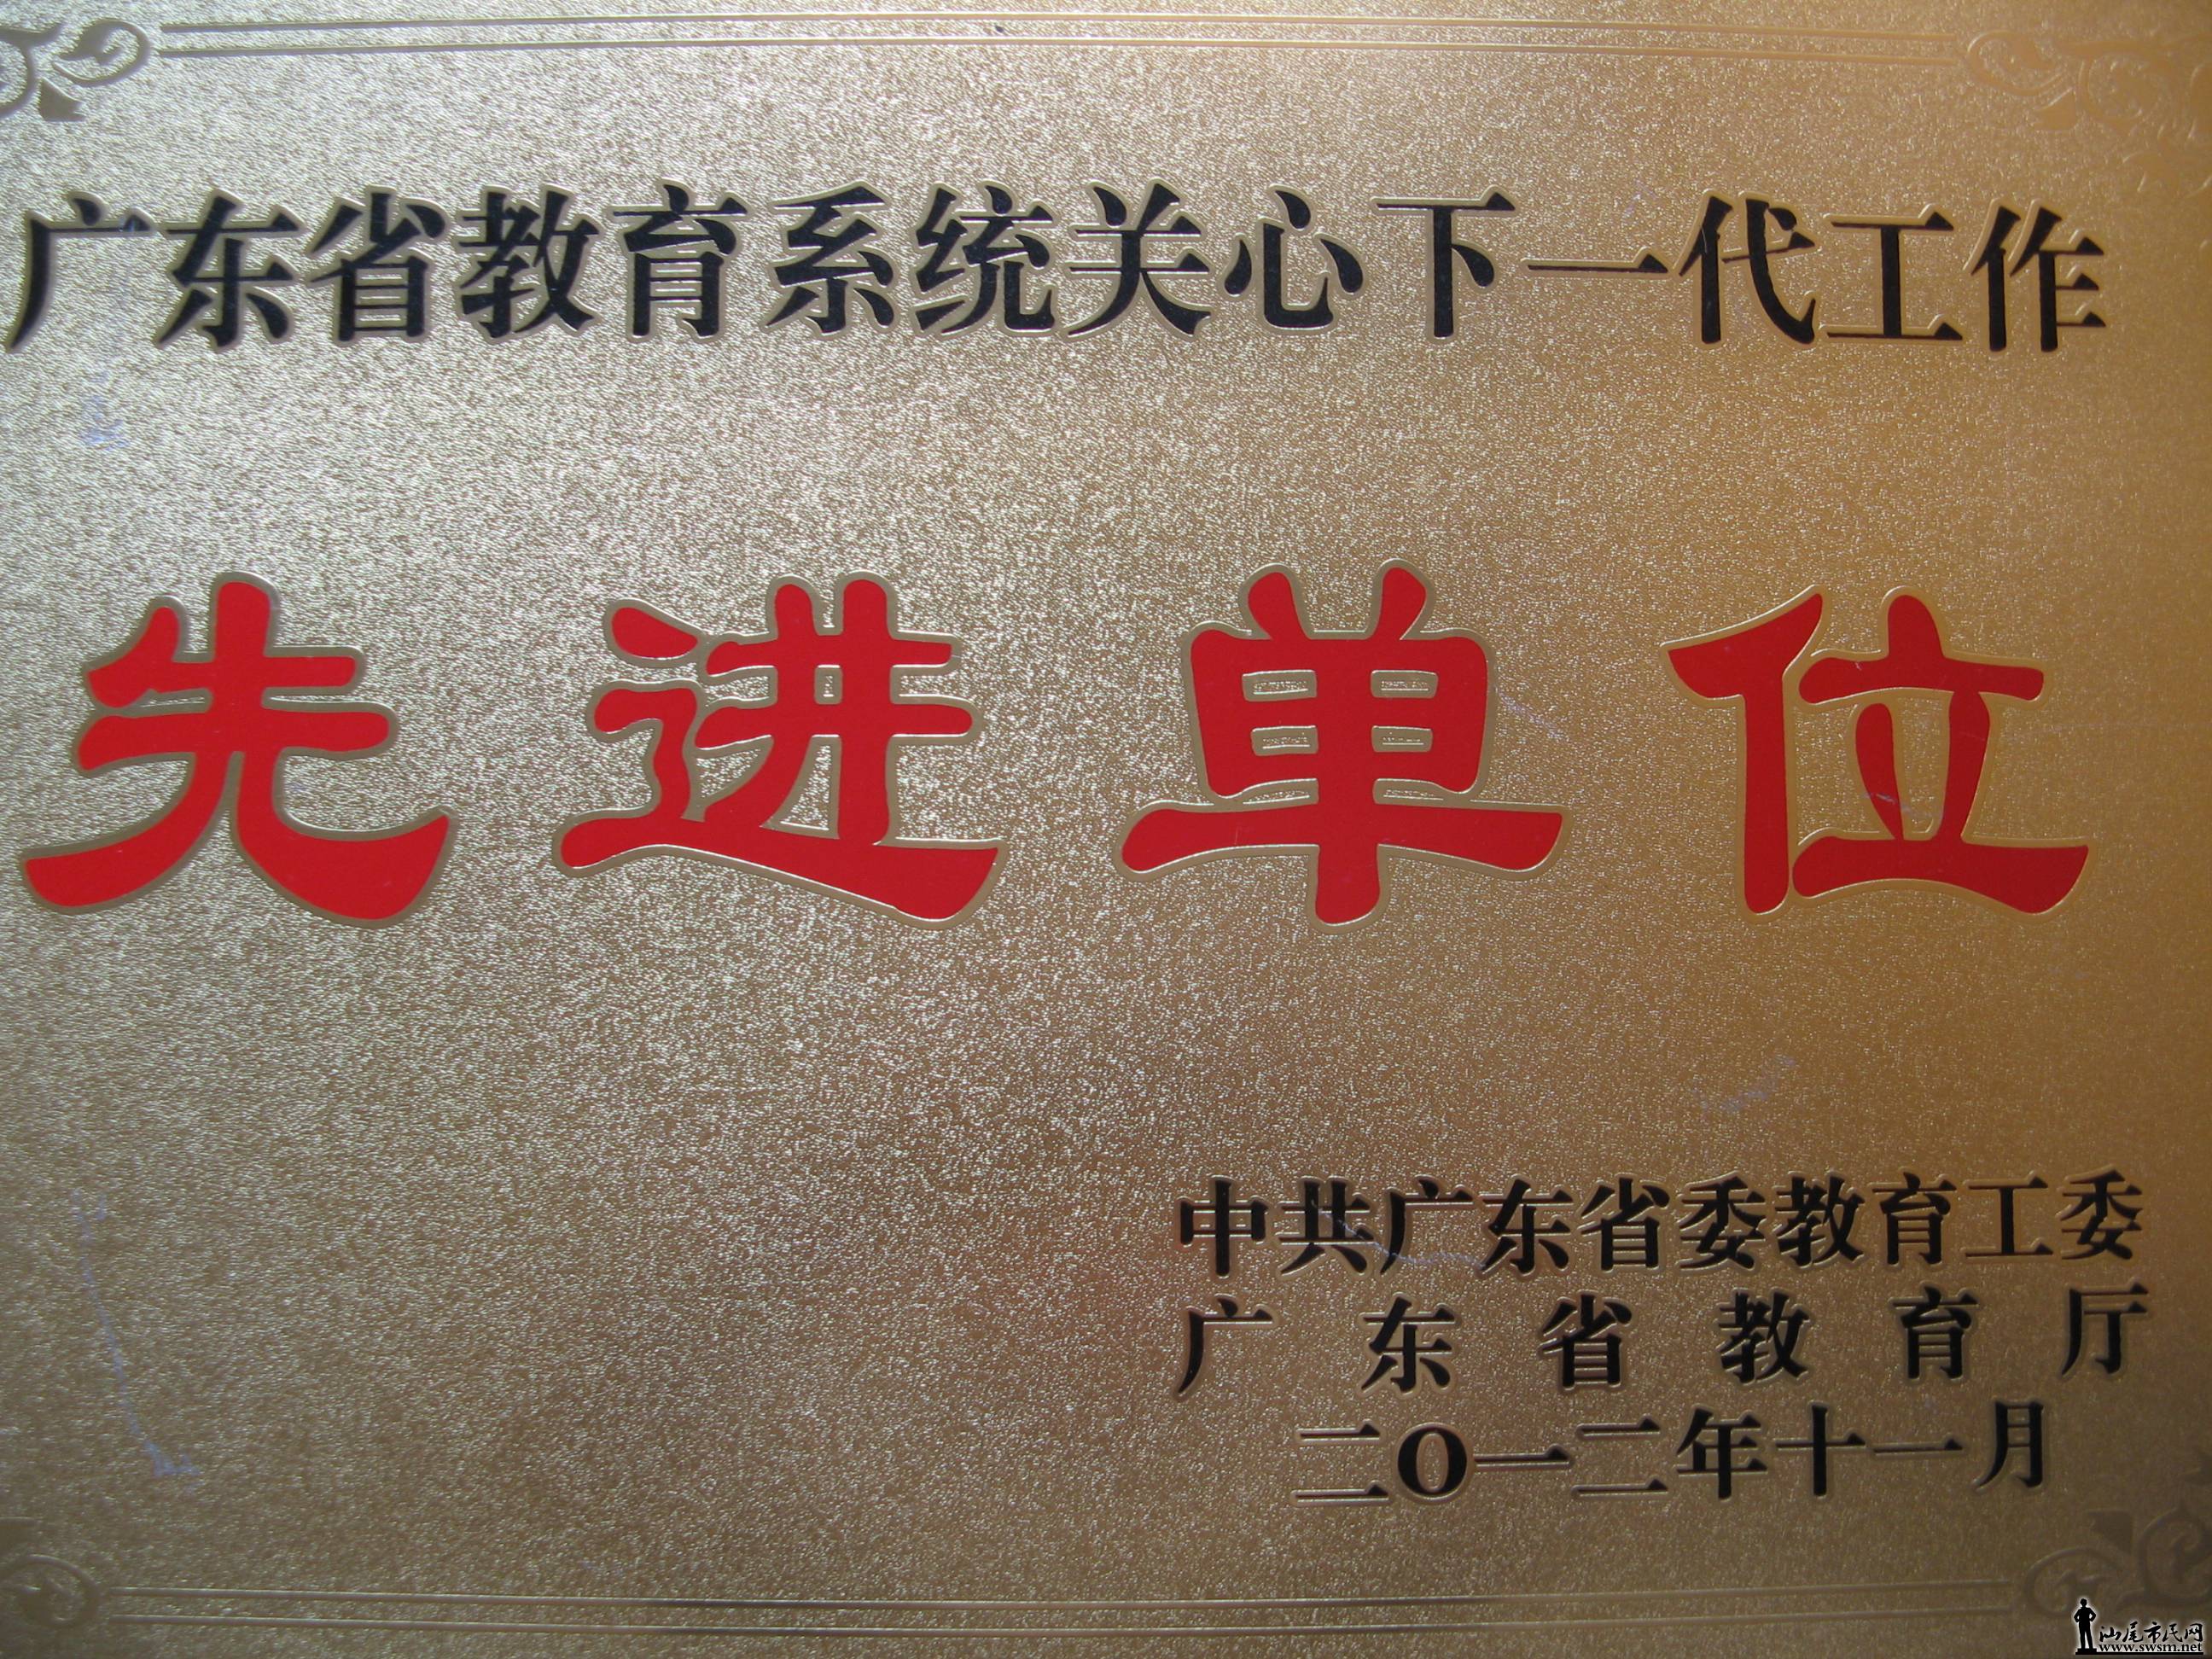 广东省教育系统关心下一代工作
先进单位
中共广东省委教育工委
广东省教育厅
二0一二年十一月
汕尾市民网
www.swsm.net